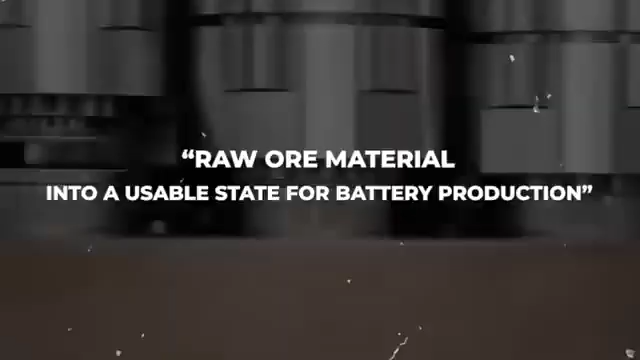 “RAW ORE MATERIAL
INTO A USABLE STATE FOR BATTERY PRODUCTION”